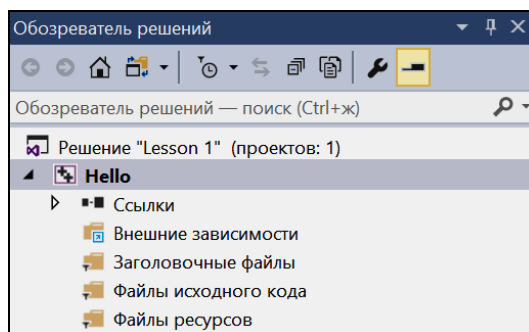 Обозреватель решений
Обозреватель решений — поиск (Ctrl+ж)
Решение "Lesson 1" (проектов: 1)
Hello
Ссылки
Внешние зависимости
Заголовочные файлы
Файлы исходного кода
Файлы ресурсов